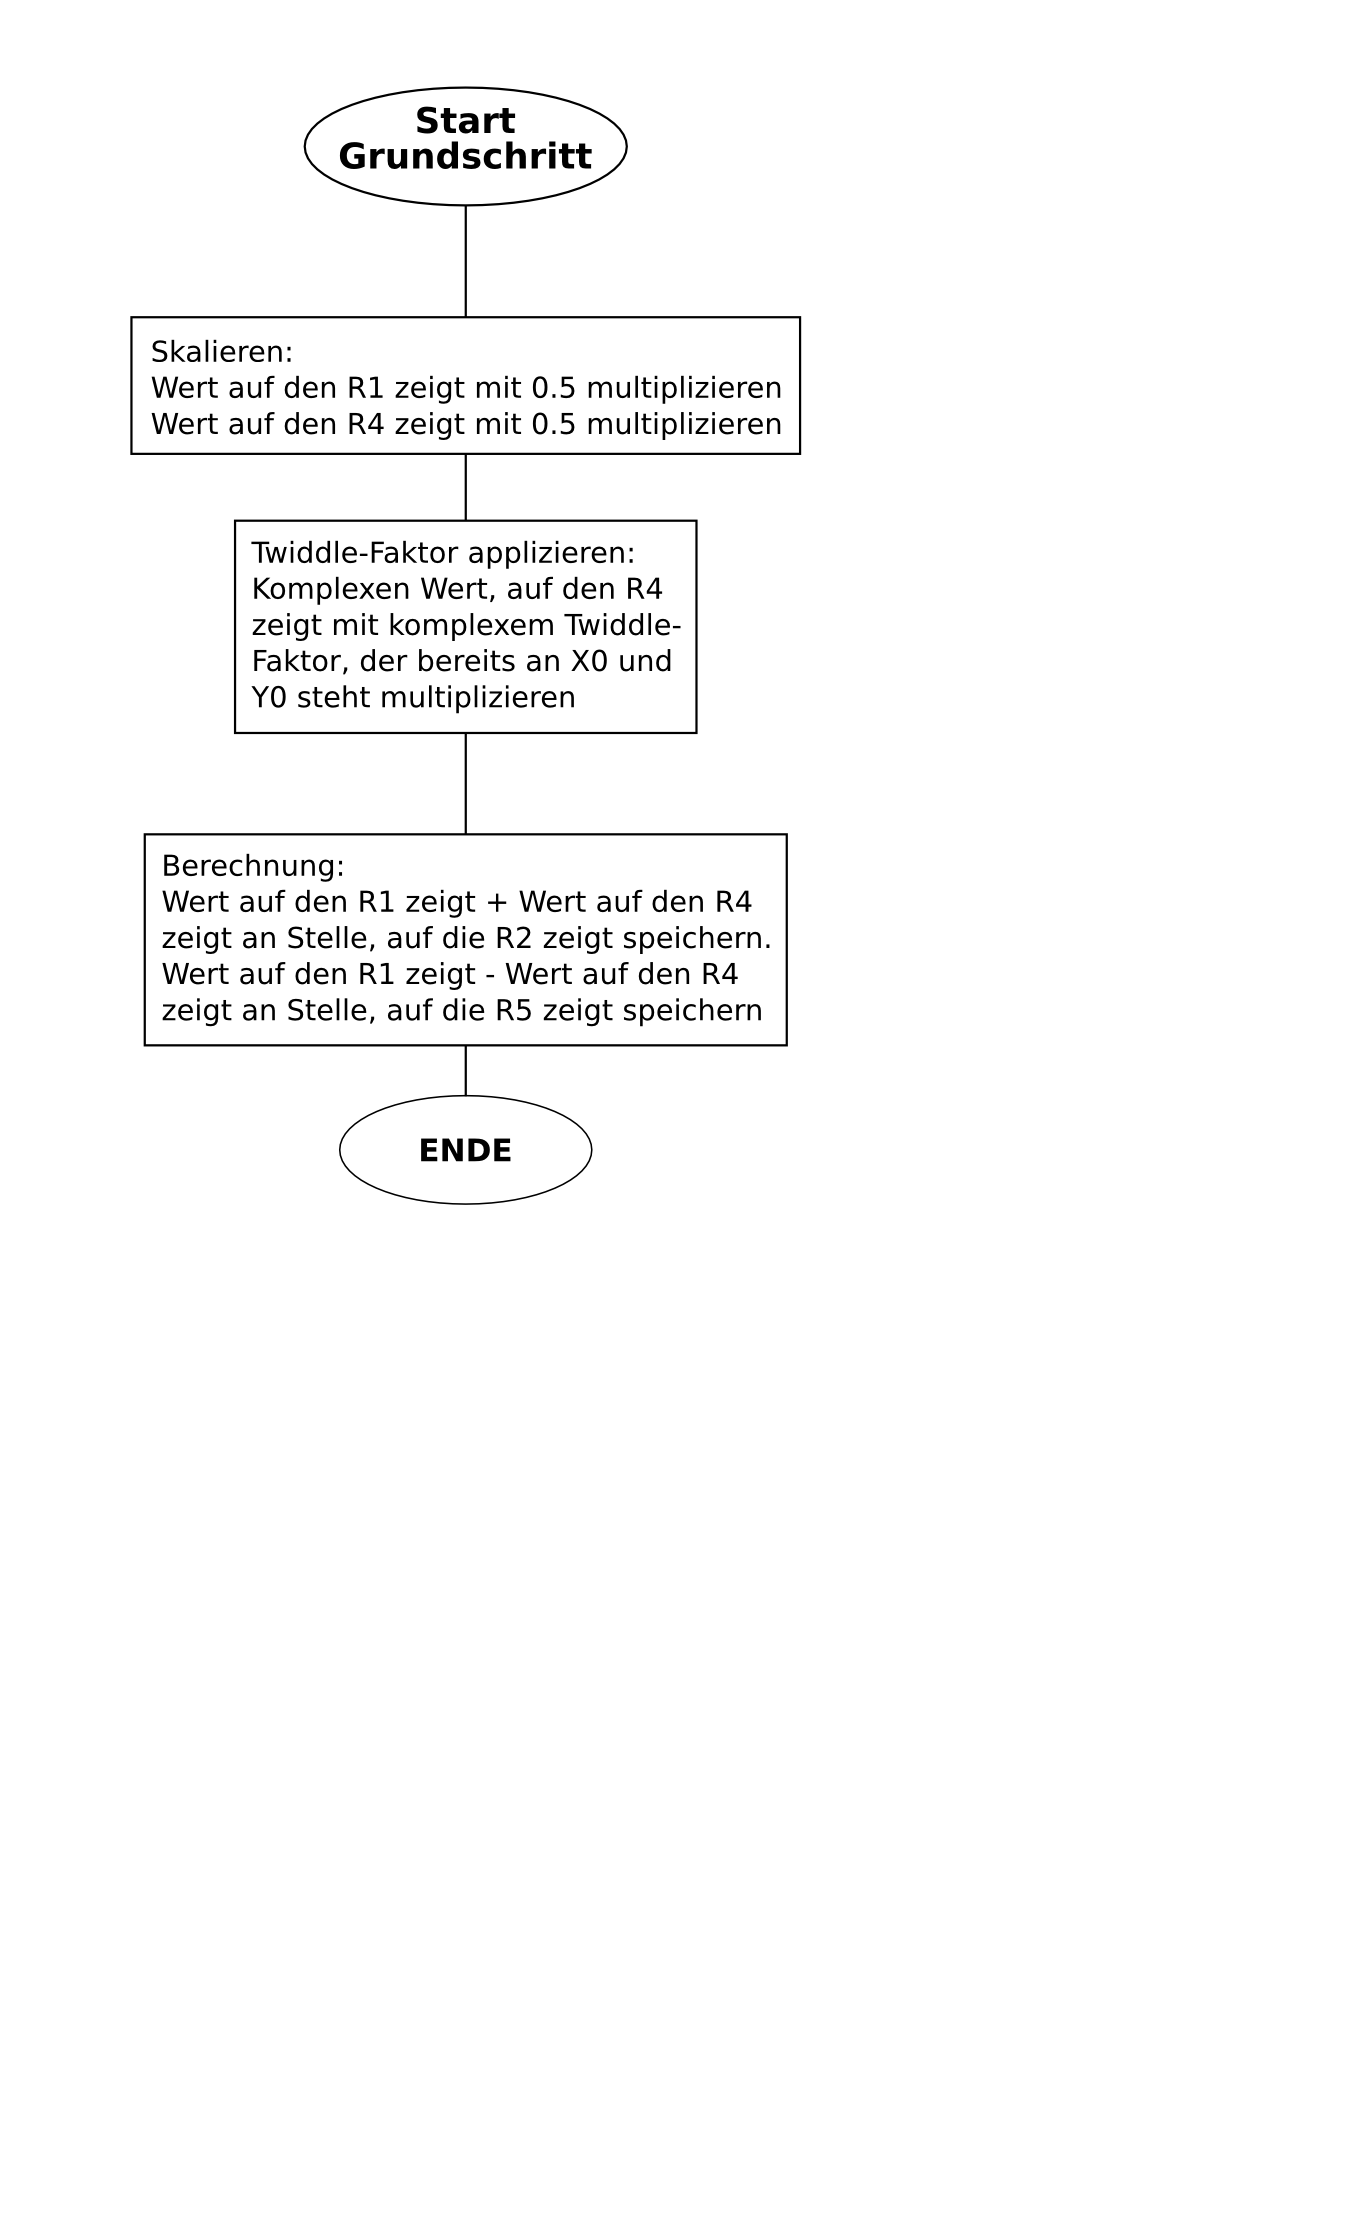 Start
Grundschritt
Skalieren:
Wert auf den R1 zeigt mit 0.5 multiplizieren
Wert auf den R4 zeigt mit 0.5 multiplizieren
Twiddle-Faktor applizieren:
Komplexen Wert, auf den R4
zeigt mit komplexem Twiddle-
Faktor, der bereits an X0 und
Y0 steht multiplizieren
Berechnung:
Wert auf den R1 zeigt + Wert auf den R4
zeigt an Stelle, auf die R2 zeigt speichern.
Wert auf den R1 zeigt - Wert auf den R4
zeigt an Stelle, auf die R5 zeigt speichern
ENDE